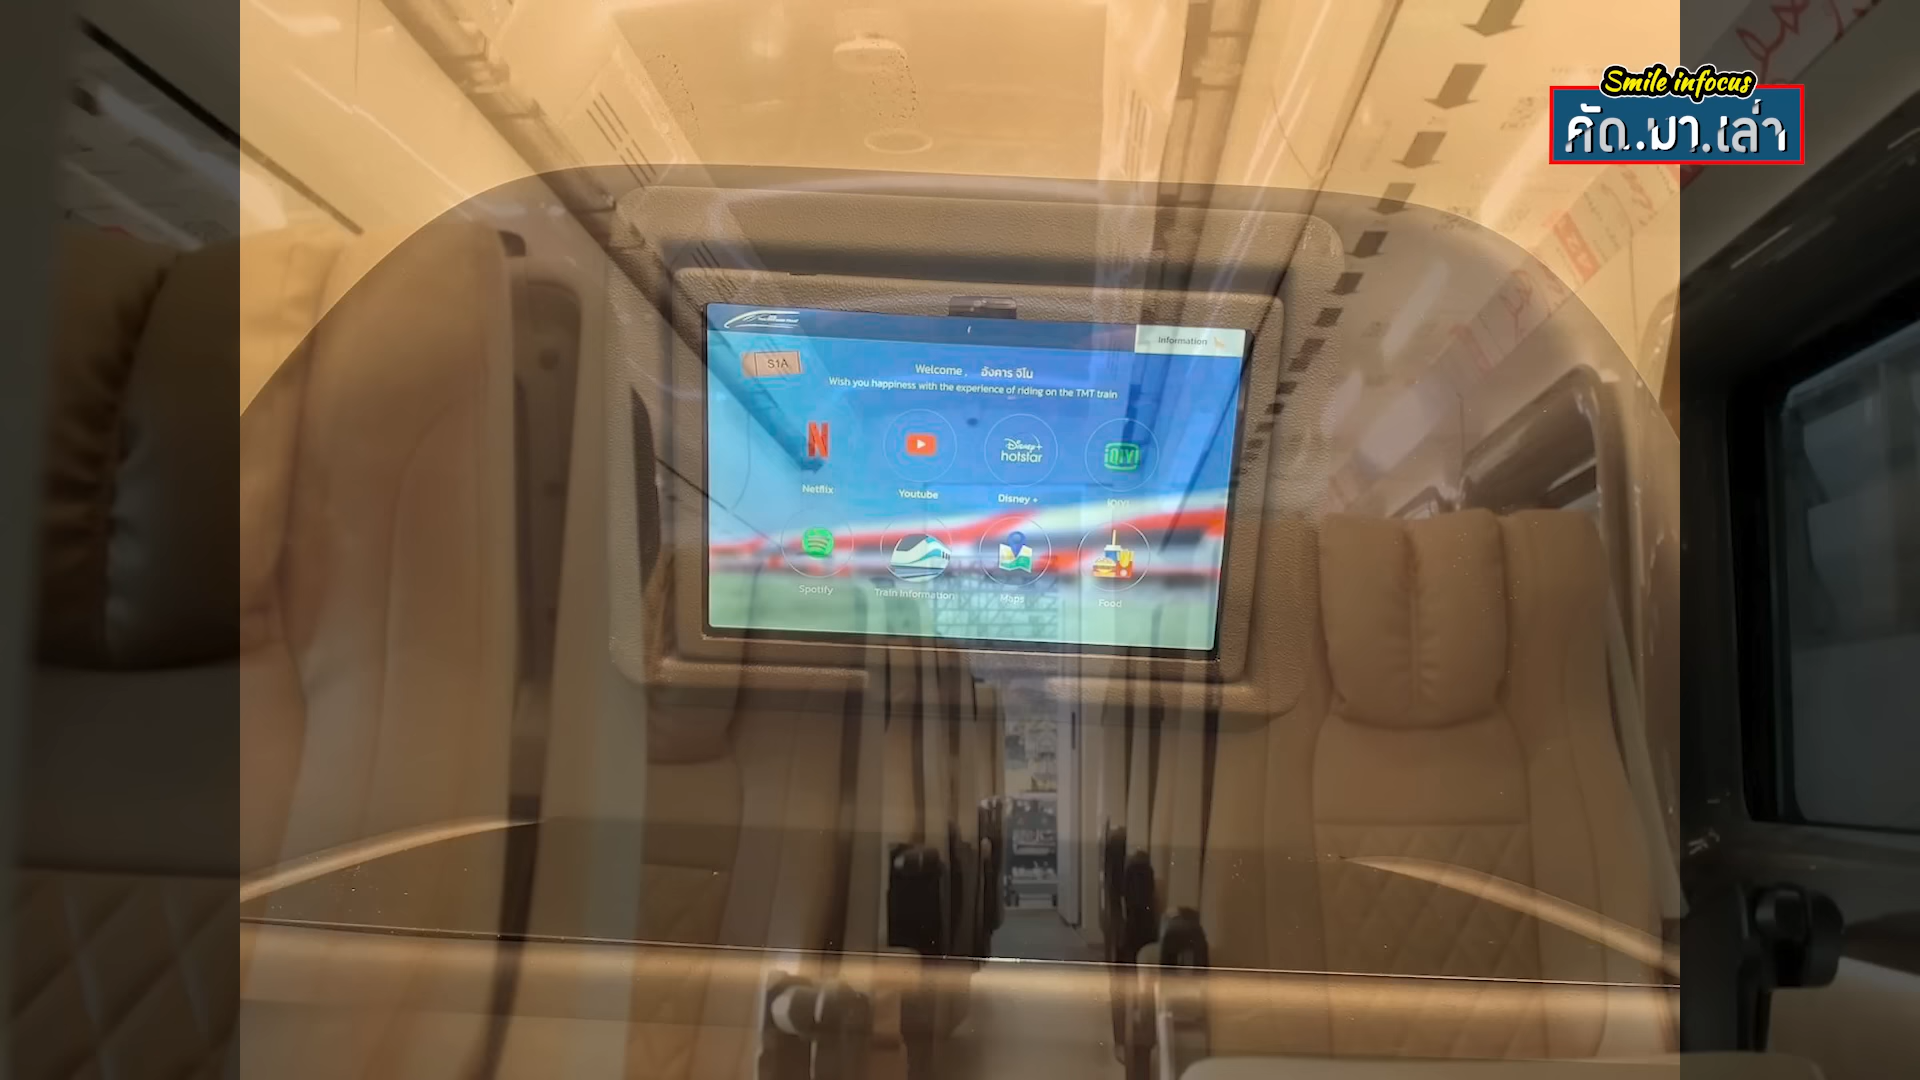 Smile infocus
คัด.มา.เล่า
Information
S1A
Welcome , อังคาร จิโน
Wish you happiness with the experience of riding on the TMT train
N
Disney+
hotstar
iQIYI
Netflix
Youtube
Disney +
Spotify
Train Information
Maps
Food